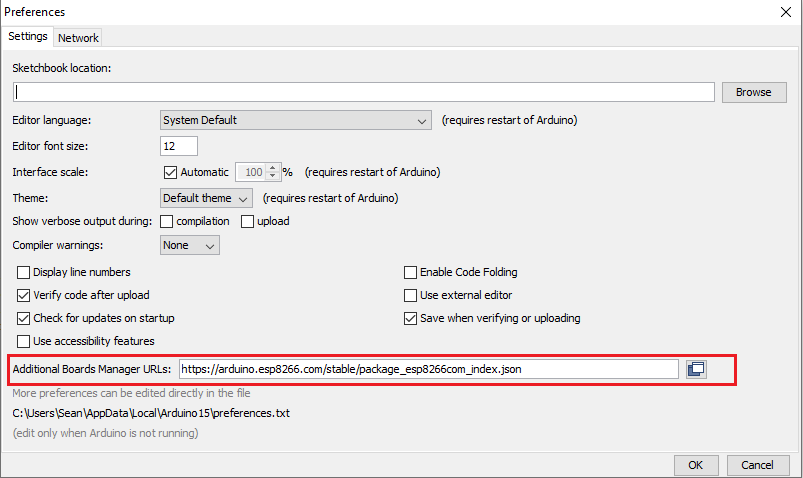 Preferences
Settings Network
Sketchbook location:
Browse
Editor language: System Default (requires restart of Arduino)
Editor font size: 12
Interface scale: Automatic 100 % (requires restart of Arduino)
Theme: Default theme (requires restart of Arduino)
Show verbose output during: compilation upload
Compiler warnings: None
Display line numbers Enable Code Folding
Verify code after upload Use external editor
Check for updates on startup Save when verifying or uploading
Use accessibility features
Additional Boards Manager URLs: https://arduino.esp8266.com/stable/package_esp8266com_index.json
More preferences can be edited directly in the file
C:\Users\Sean\AppData\Local\Arduino15\preferences.txt
(edit only when Arduino is not running)
OK Cancel